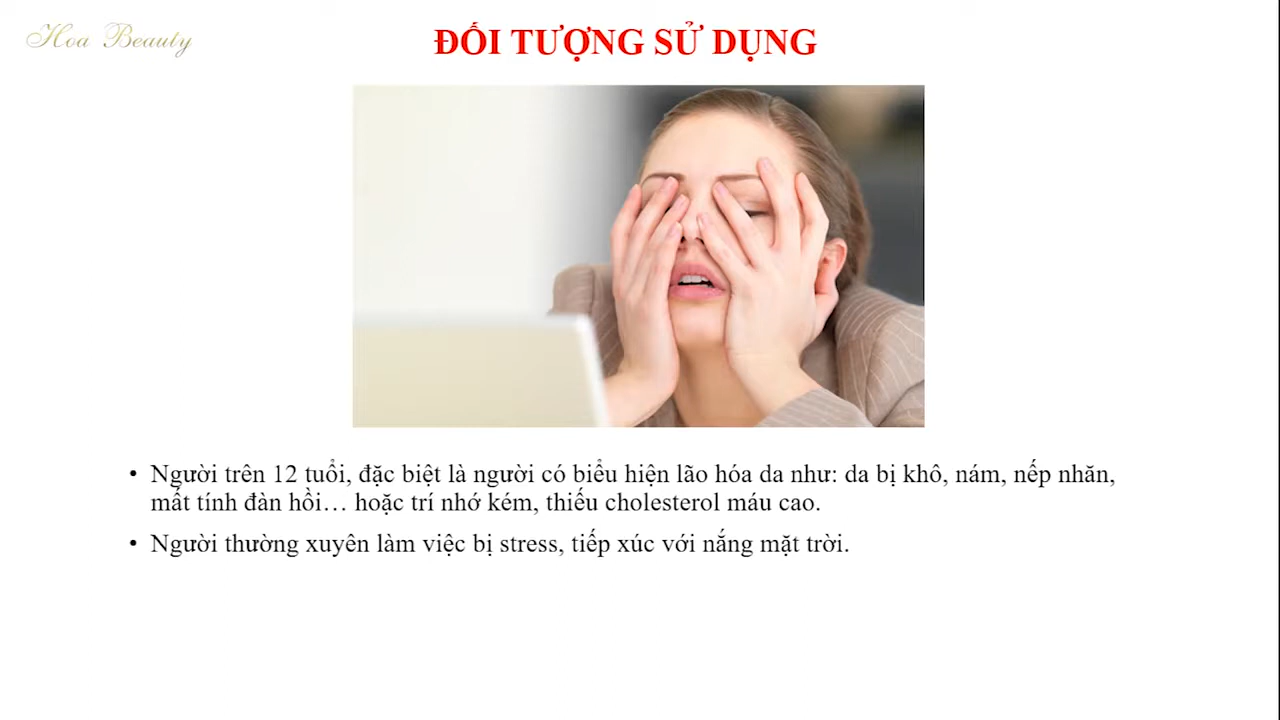 Hoa Beauty
ĐỐI TƯỢNG SỬ DỤNG
• Người trên 12 tuổi, đặc biệt là người có biểu hiện lão hóa da như: da bị khô, nám, nếp nhăn,
mất tính đàn hồi… hoặc trí nhớ kém, thiếu cholesterol máu cao.
• Người thường xuyên làm việc bị stress, tiếp xúc với nắng mặt trời.